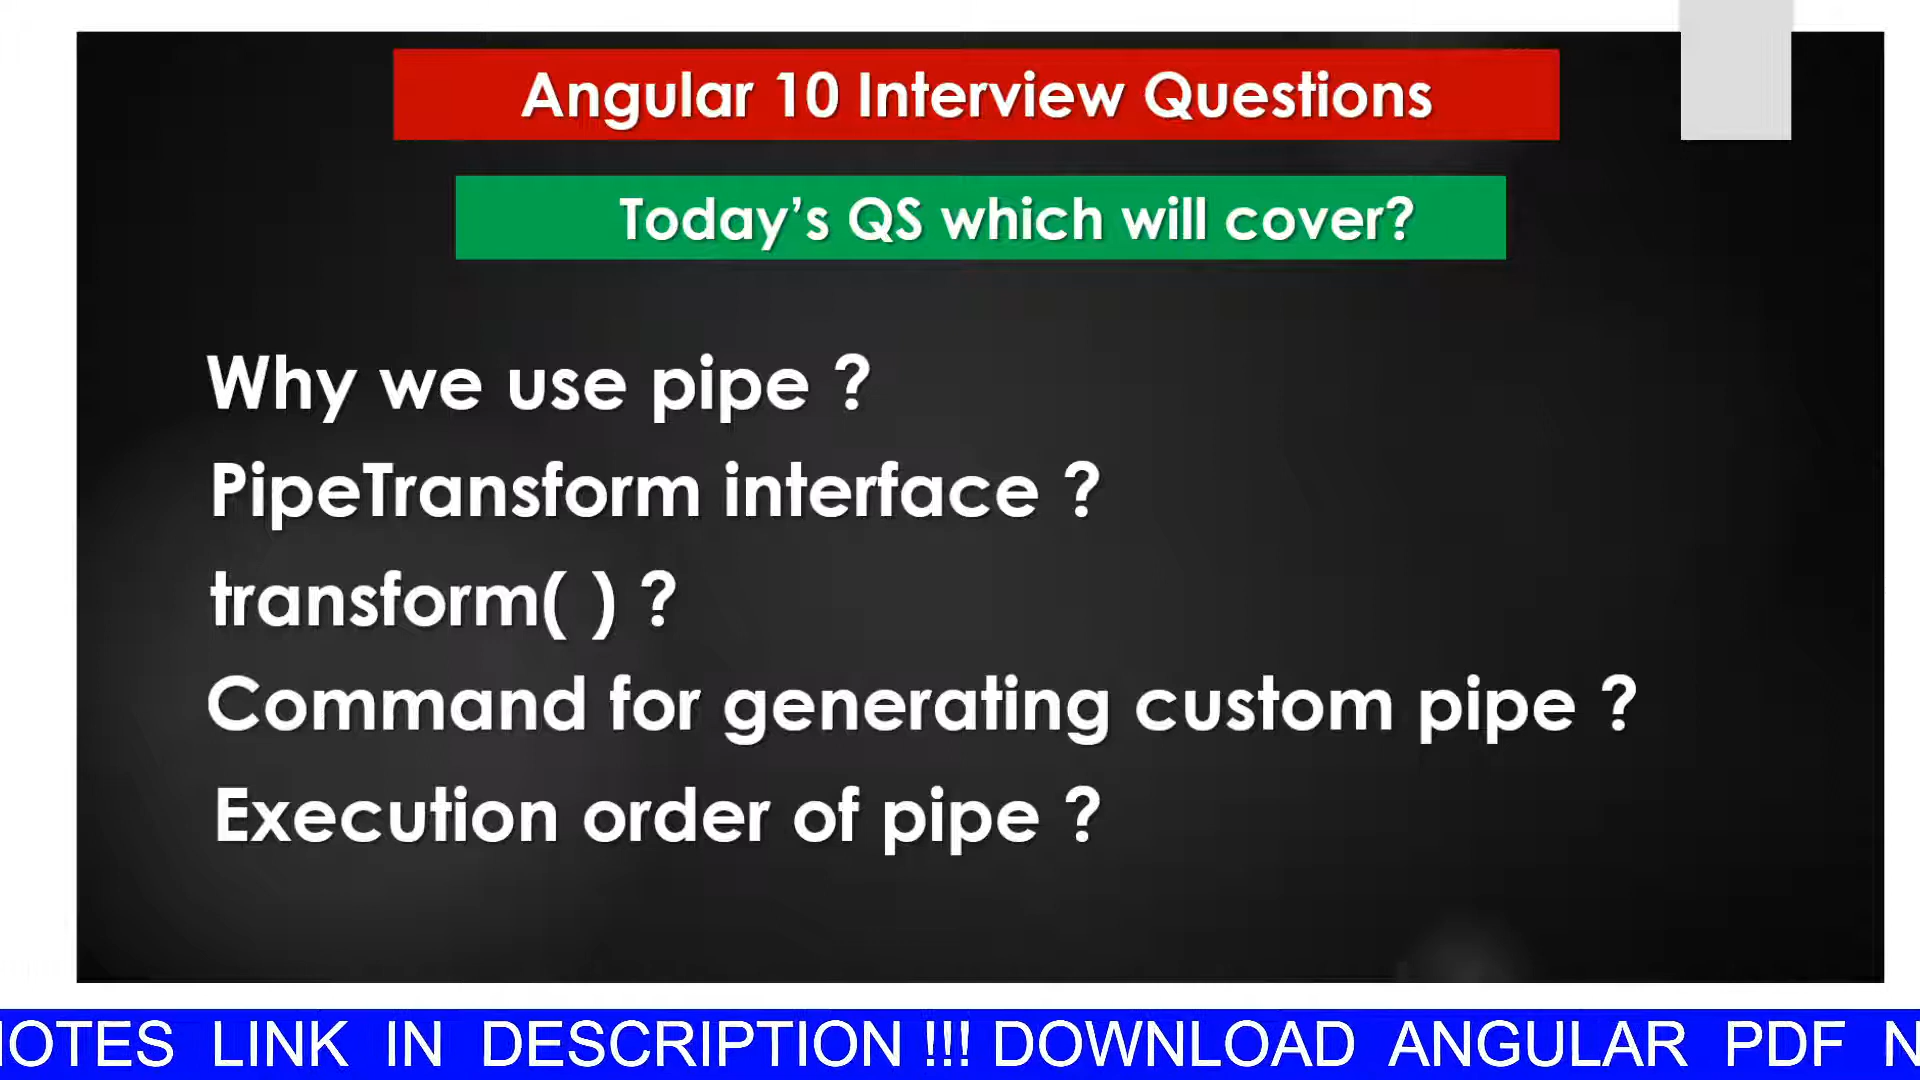 Angular 10 Interview Questions
Today’s QS which will cover?
Why we use pipe ?
PipeTransform interface ?
transform( ) ?
Command for generating custom pipe ?
Execution order of pipe ?
OTES LINK IN DESCRIPTION !!! DOWNLOAD ANGULAR PDF N